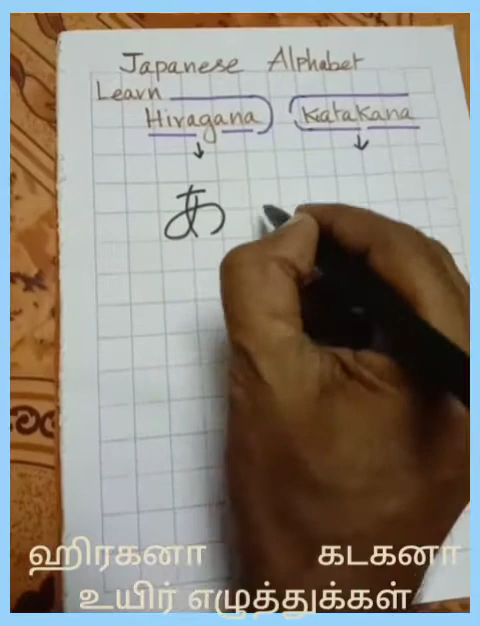 Japanese Alphabet
Learn
Hiragana Katakana
あ
ஹிரகனா கடகனா
உயிர் எழுத்துக்கள்